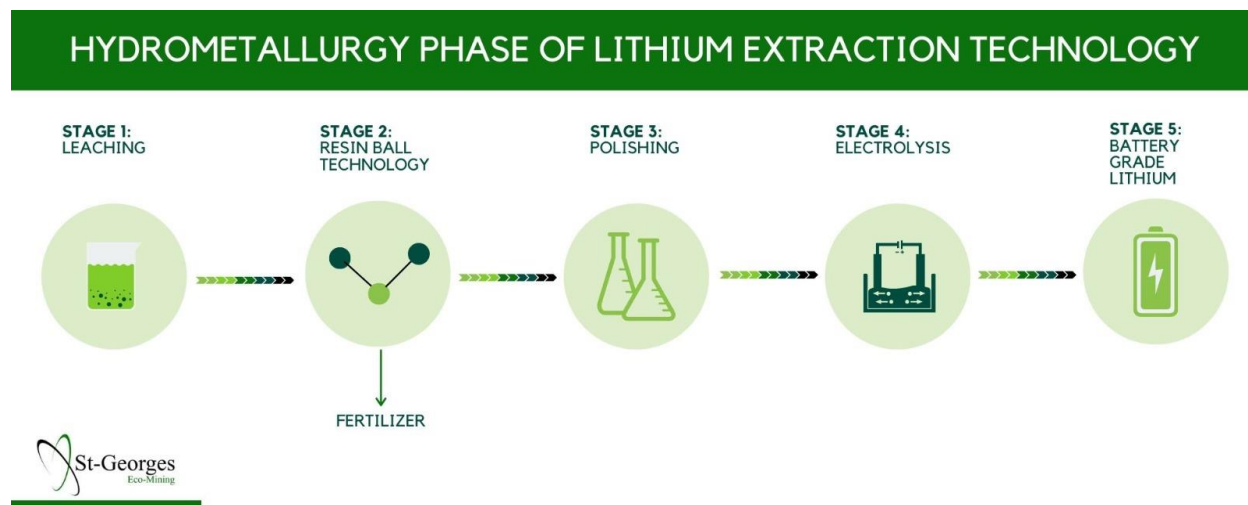 HYDROMETALLURGY PHASE OF LITHIUM EXTRACTION TECHNOLOGY
STAGE 1:
LEACHING
STAGE 2:
RESIN BALL
TECHNOLOGY
STAGE 3:
POLISHING
STAGE 4:
ELECTROLYSIS
STAGE 5:
BATTERY
GRADE
LITHIUM
FERTILIZER
St-Georges
Eco-Mining